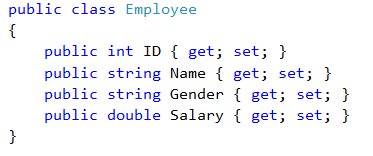 public class Employee
{
    public int ID { get; set; }
    public string Name { get; set; }
    public string Gender { get; set; }
    public double Salary { get; set; }
}